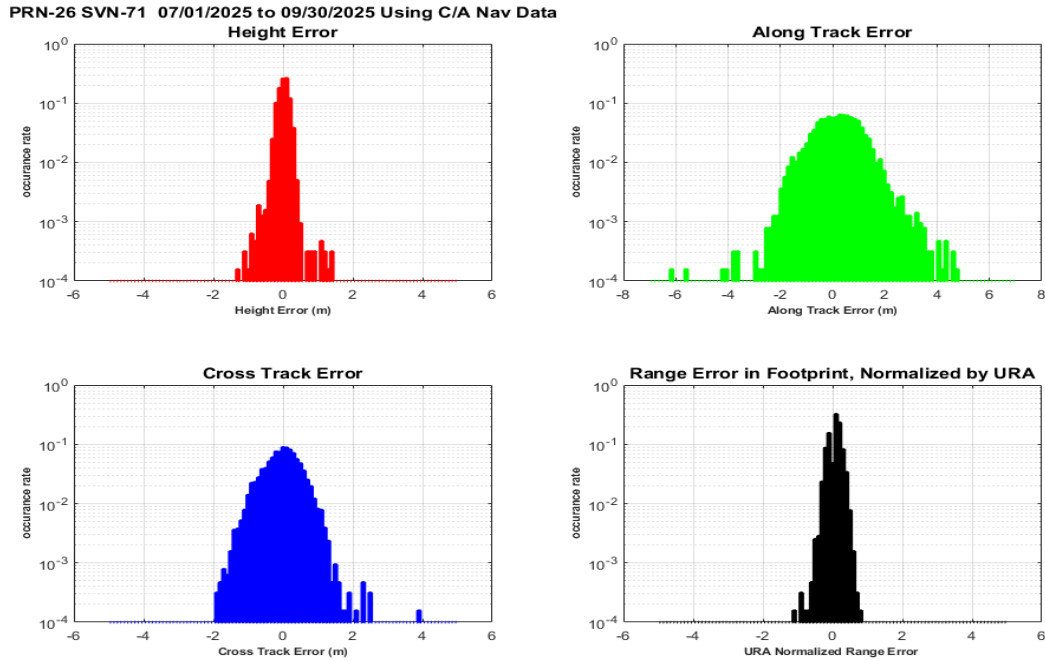 PRN-26 SVN-71  07/01/2025 to 09/30/2025 Using C/A Nav Data
Height Error
10^0
10^-1
10^-2
10^-3
10^-4
occurance rate
-6 -4 -2 0 2 4 6
Height Error (m)
Along Track Error
10^0
10^-1
10^-2
10^-3
10^-4
occurance rate
-8 -6 -4 -2 0 2 4 6 8
Along Track Error (m)
Cross Track Error
10^0
10^-1
10^-2
10^-3
10^-4
occurance rate
-6 -4 -2 0 2 4 6
Cross Track Error (m)
Range Error in Footprint, Normalized by URA
10^0
10^-1
10^-2
10^-3
10^-4
occurance rate
-6 -4 -2 0 2 4 6
URA Normalized Range Error